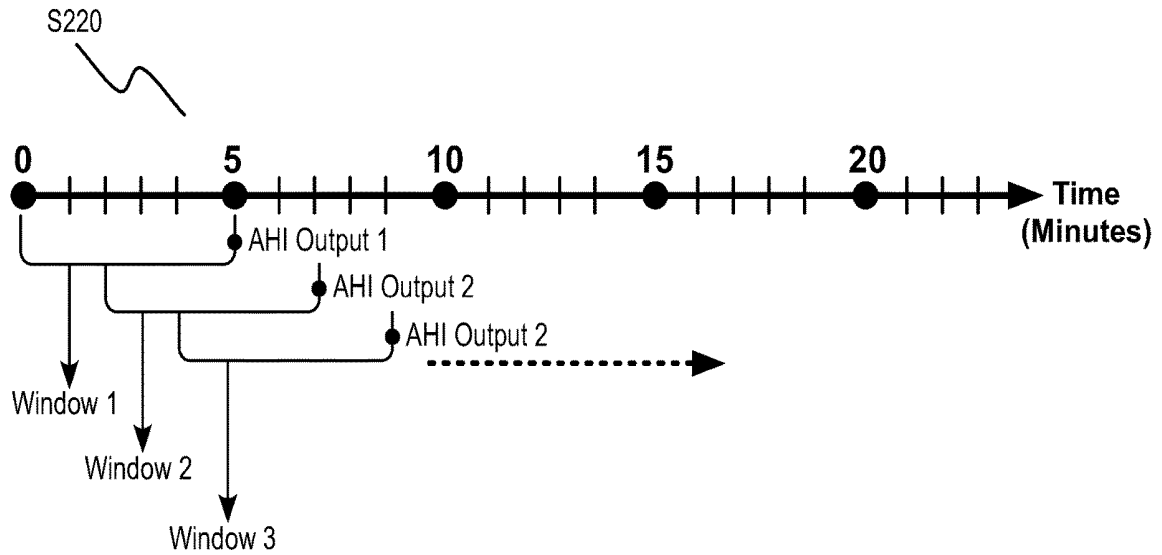 S220
0 5 10 15 20
Time
(Minutes)
AHI Output 1
AHI Output 2
AHI Output 2
Window 1
Window 2
Window 3